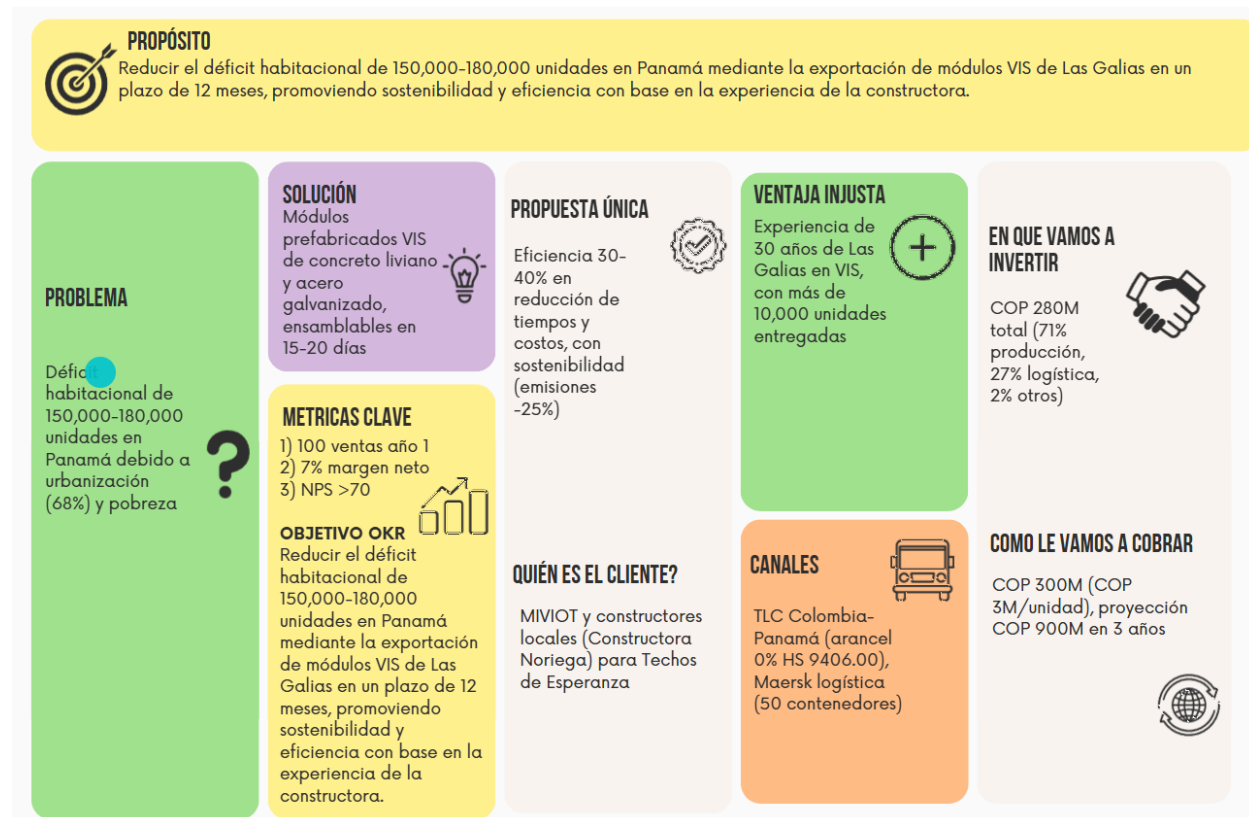 PROPÓSITO
Reducir el déficit habitacional de 150,000-180,000 unidades en Panamá mediante la exportación de módulos VIS de Las Galias en un
plazo de 12 meses, promoviendo sostenibilidad y eficiencia con base en la experiencia de la constructora.
PROBLEMA
Déficit
habitacional de
150,000-180,000
unidades en
Panamá debido a
urbanización
(68%) y pobreza
?
SOLUCIÓN
Módulos
prefabricados VIS
de concreto liviano
y acero
galvanizado,
ensamblables en
15-20 días
METRICAS CLAVE
1) 100 ventas año 1
2) 7% margen neto
3) NPS >70
OBJETIVO OKR
Reducir el déficit
habitacional de
150,000-180,000
unidades en Panamá
mediante la exportación
de módulos VIS de Las
Galias en un plazo de 12
meses, promoviendo
sostenibilidad y
eficiencia con base en la
experiencia de la
constructora.
PROPUESTA ÚNICA
Eficiencia 30-
40% en
reducción de
tiempos y
costos, con
sostenibilidad
(emisiones
-25%)
QUIÉN ES EL CLIENTE?
MIVIOT y constructores
locales (Constructora
Noriega) para Techos
de Esperanza
VENTAJA INJUSTA
Experiencia de
30 años de Las
Galias en VIS,
con más de
10,000 unidades
entregadas
CANALES
TLC Colombia-
Panamá (arancel
0% HS 9406.00),
Maersk logística
(50 contenedores)
EN QUE VAMOS A
INVERTIR
COP 280M
total (71%
producción,
27% logística,
2% otros)
COMO LE VAMOS A COBRAR
COP 300M (COP
3M/unidad), proyección
COP 900M en 3 años